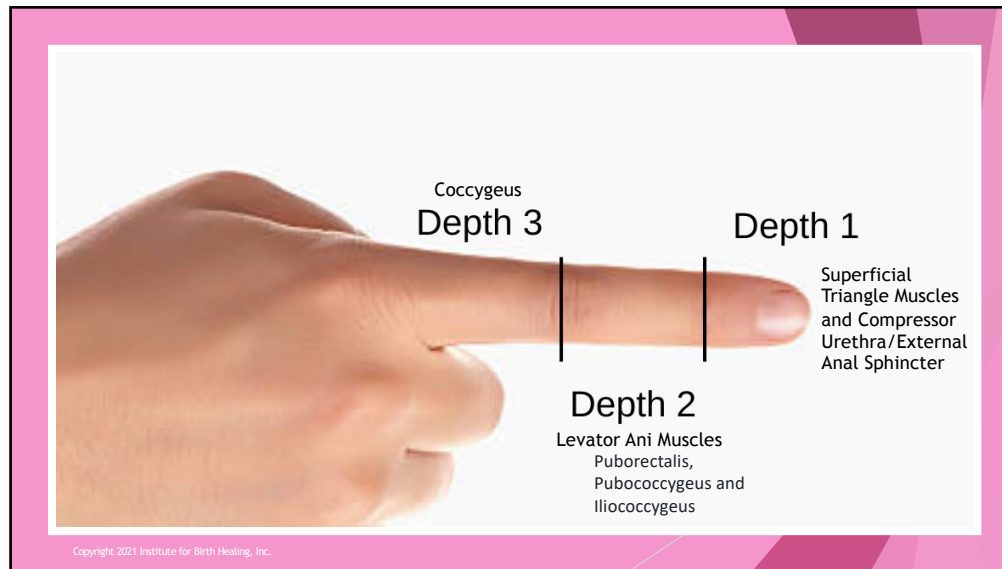 Coccygeus
Depth 3
Depth 1
Superficial
Triangle Muscles
and Compressor
Urethra/External
Anal Sphincter
Depth 2
Levator Ani Muscles
Puborectalis,
Pubococcygeus and
Iliococcygeus
Copyright 2021 Institute for Birth Healing, Inc.